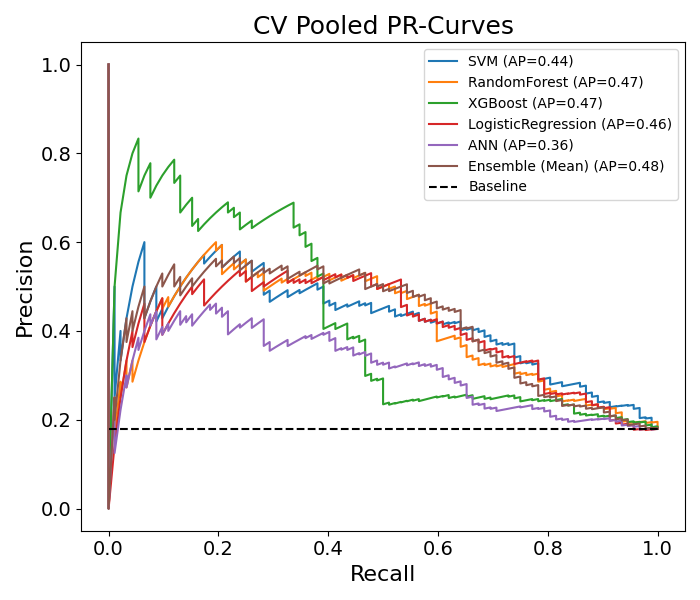 CV Pooled PR-Curves
SVM (AP=0.44)
RandomForest (AP=0.47)
XGBoost (AP=0.47)
LogisticRegression (AP=0.46)
ANN (AP=0.36)
Ensemble (Mean) (AP=0.48)
Baseline
Precision
1.0
0.8
0.6
0.4
0.2
0.0
0.0 0.2 0.4 0.6 0.8 1.0
Recall